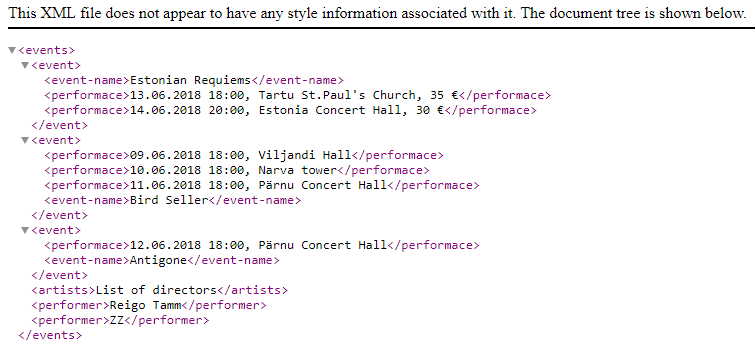 This XML file does not appear to have any style information associated with it. The document tree is shown below.
▼<events>
▼<event>
<event-name>Estonian Requiems</event-name>
<performace>13.06.2018 18:00, Tartu St.Paul's Church, 35 €</performace>
<performace>14.06.2018 20:00, Estonia Concert Hall, 30 €</performace>
</event>
▼<event>
<performace>09.06.2018 18:00, Viljandi Hall</performace>
<performace>10.06.2018 18:00, Narva tower</performace>
<performace>11.06.2018 18:00, Pärnu Concert Hall</performace>
<event-name>Bird Seller</event-name>
</event>
▼<event>
<performace>12.06.2018 18:00, Pärnu Concert Hall</performace>
<event-name>Antigone</event-name>
</event>
<artists>List of directors</artists>
<performer>Reigo Tamm</performer>
<performer>ZZ</performer>
</events>